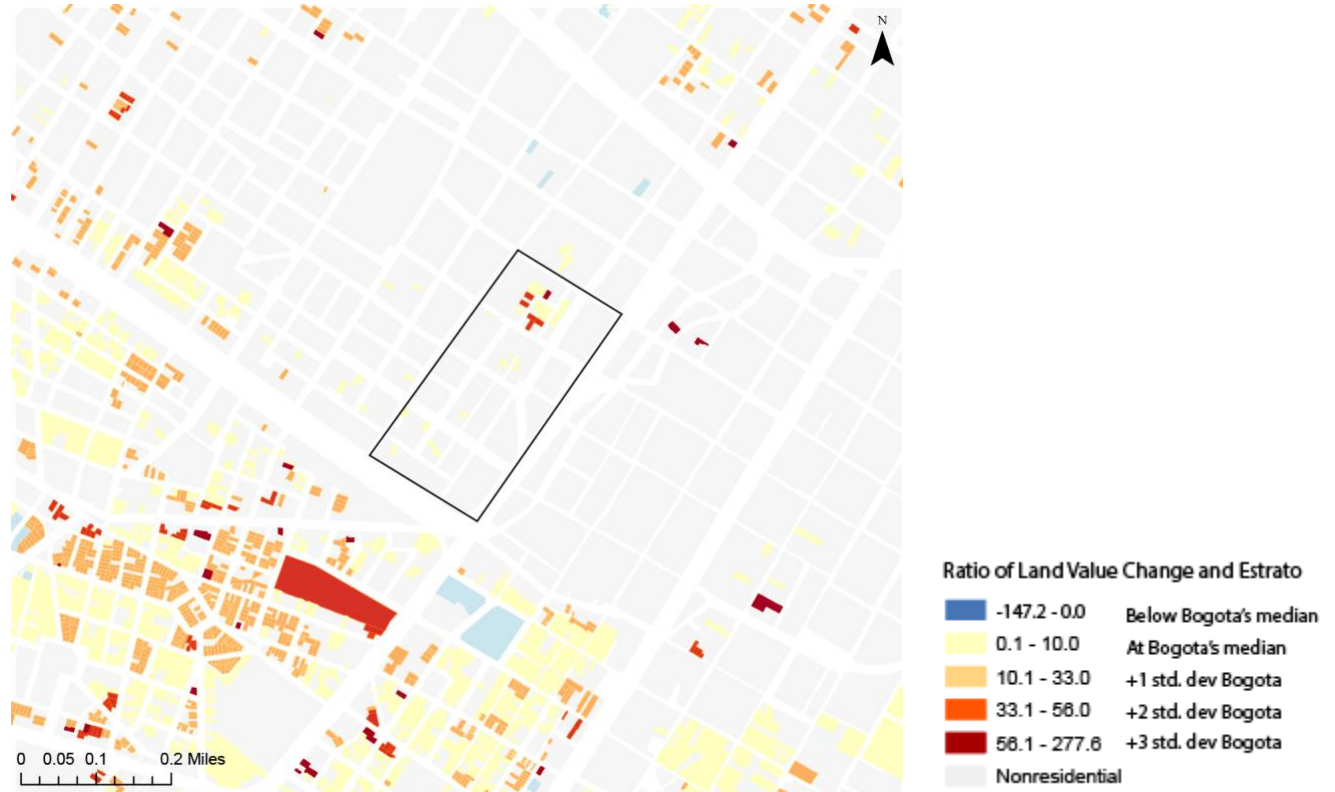 N
0 0.05 0.1 0.2 Miles
Ratio of Land Value Change and Estrato
-147.2 - 0.0 Below Bogota's median
0.1 - 10.0 At Bogota's median
10.1 - 33.0 +1 std. dev Bogota
33.1 - 56.0 +2 std. dev Bogota
56.1 - 277.6 +3 std. dev Bogota
Nonresidential